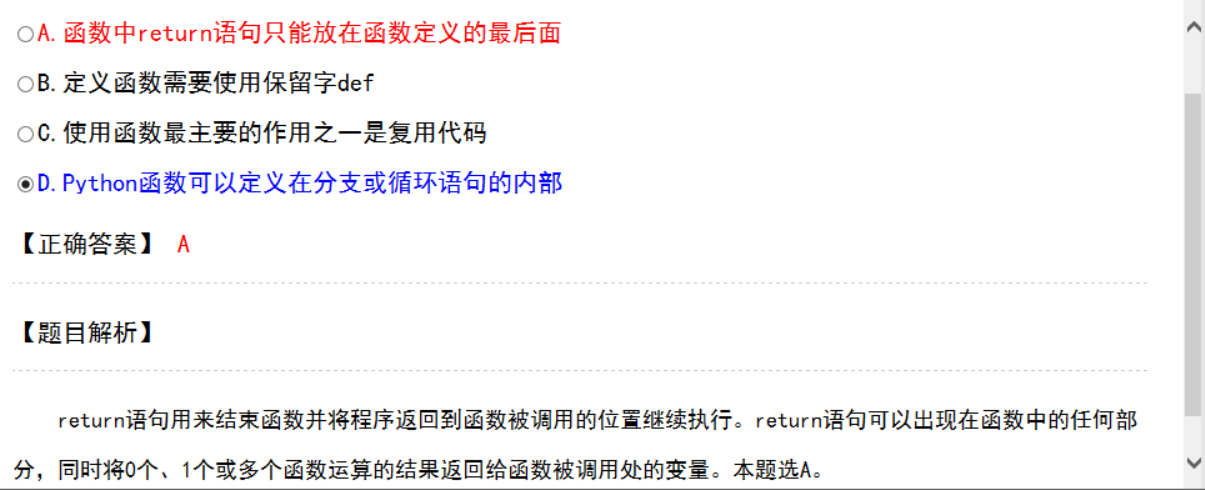 A.函数中return语句只能放在函数定义的最后面
B.定义函数需要使用保留字def
C.使用函数最主要的作用之一是复用代码
D.Python函数可以定义在分支或循环语句的内部
【正确答案】 A
【题目解析】
return语句用来结束函数并将程序返回到函数被调用的位置继续执行。return语句可以出现在函数中的任何部
分，同时将0个、1个或多个函数运算的结果返回给函数被调用处的变量。本题选A。